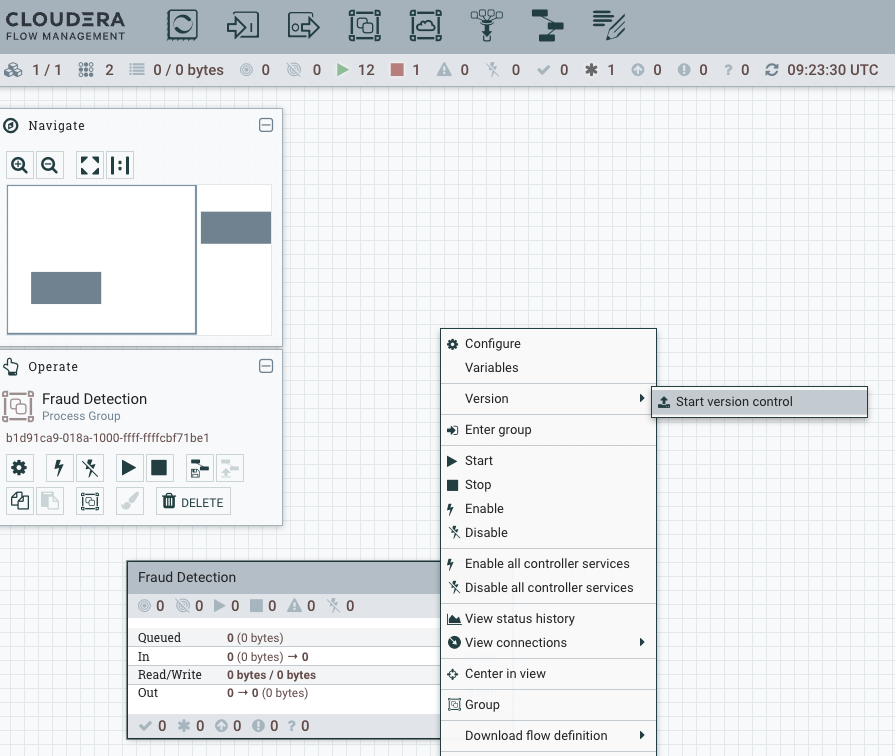 CLOUDERA
FLOW MANAGEMENT
1 / 1 2 0 / 0 bytes 0 0 12 1 0 0 0 1 0 0 ? 0 09:23:30 UTC
Navigate
Operate
Fraud Detection
Process Group
b1d91ca9-018a-1000-ffff-ffffcbf71be1
DELETE
Configure
Variables
Version
Start version control
Enter group
Start
Stop
Enable
Disable
Enable all controller services
Disable all controller services
View status history
View connections
Center in view
Group
Download flow definition
Fraud Detection
0 0 0 0 0 0
Queued 0 (0 bytes)
In 0 (0 bytes) → 0
Read/Write 0 bytes / 0 bytes
Out 0 → 0 (0 bytes)
0 0 0 0 ? 0